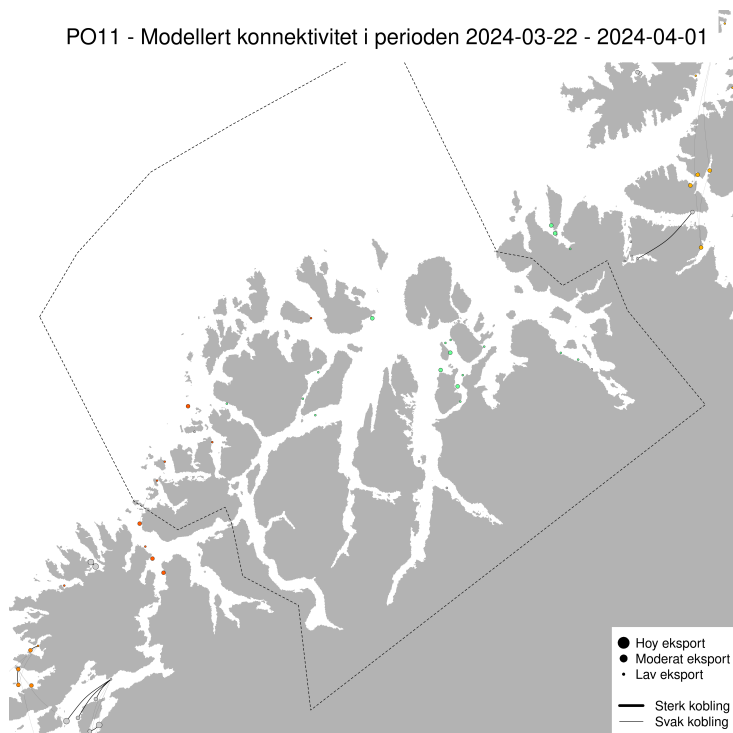 PO11 - Modellert konnektivitet i perioden 2024-03-22 - 2024-04-01
Hoy eksport
Moderat eksport
Lav eksport
Sterk kobling
Svak kobling